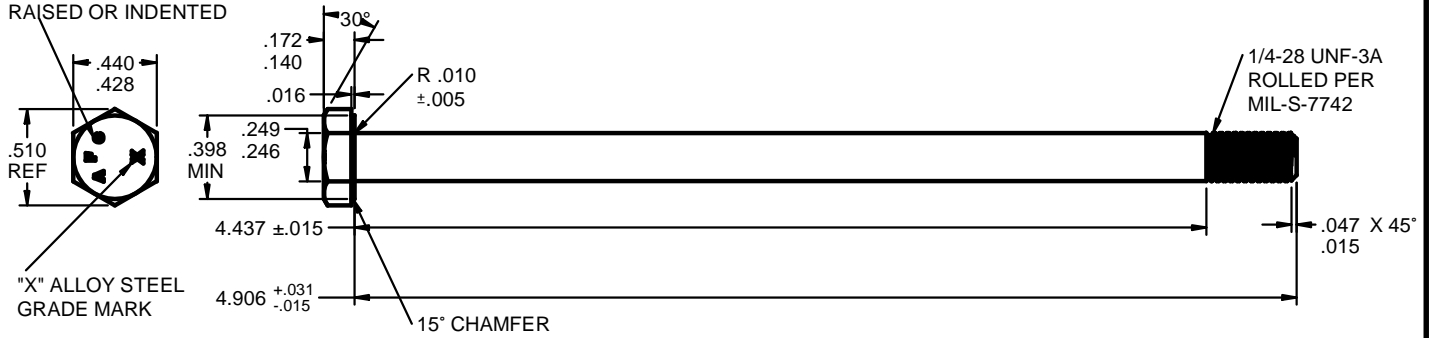 RAISED OR INDENTED
.440
.428
.510
REF
A F
X
"X" ALLOY STEEL
GRADE MARK
30°
.172
.140
.016
R .010
±.005
.249
.246
.398
MIN
1/4-28 UNF-3A
ROLLED PER
MIL-S-7742
4.437 ±.015
.047 X 45°
.015
4.906 +.031
-.015
15° CHAMFER